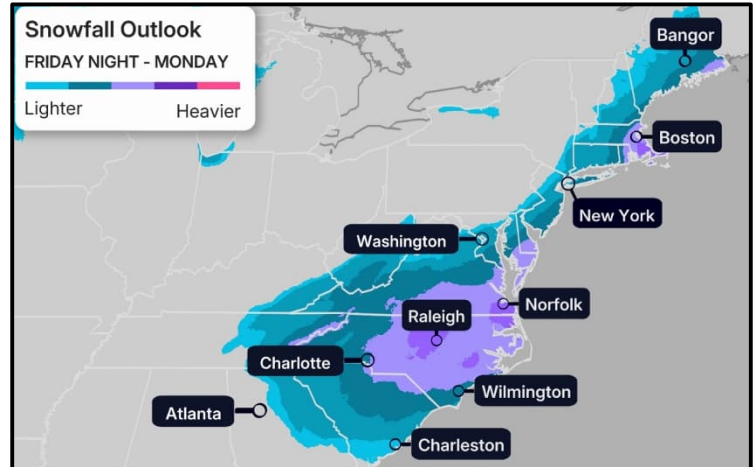 Snowfall Outlook
FRIDAY NIGHT - MONDAY
Lighter Heavier
Bangor
Boston
New York
Washington
Norfolk
Raleigh
Charlotte
Wilmington
Atlanta
Charleston